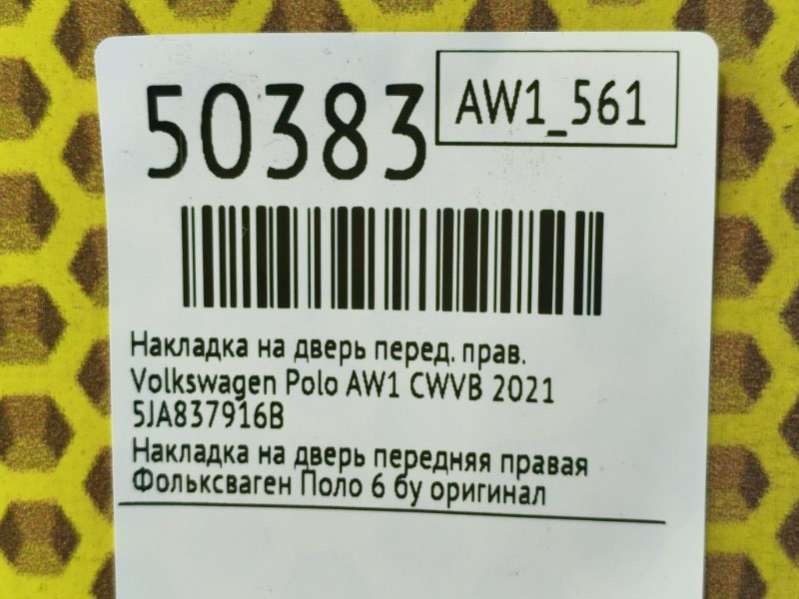 50383
AW1_561
Накладка на дверь перед. прав.
Volkswagen Polo AW1 CWVB 2021
5JA837916B
Накладка на дверь передняя правая
Фольксваген Поло 6 бу оригинал